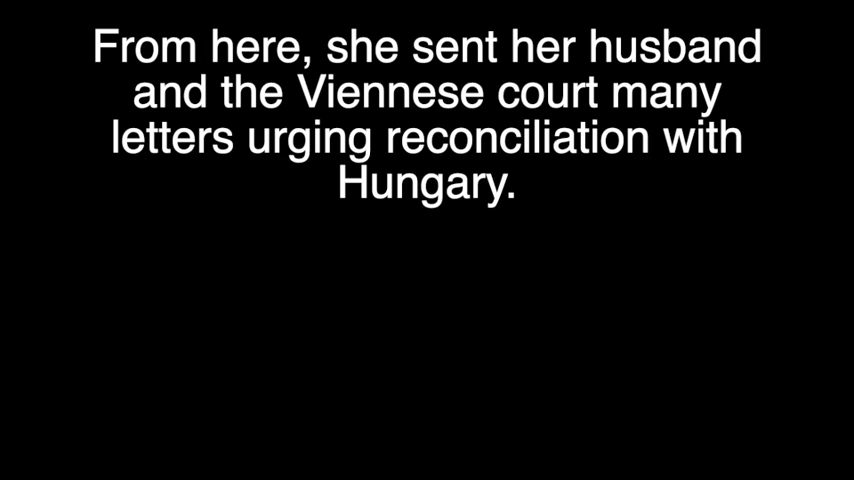 From here, she sent her husband
and the Viennese court many
letters urging reconciliation with
Hungary.